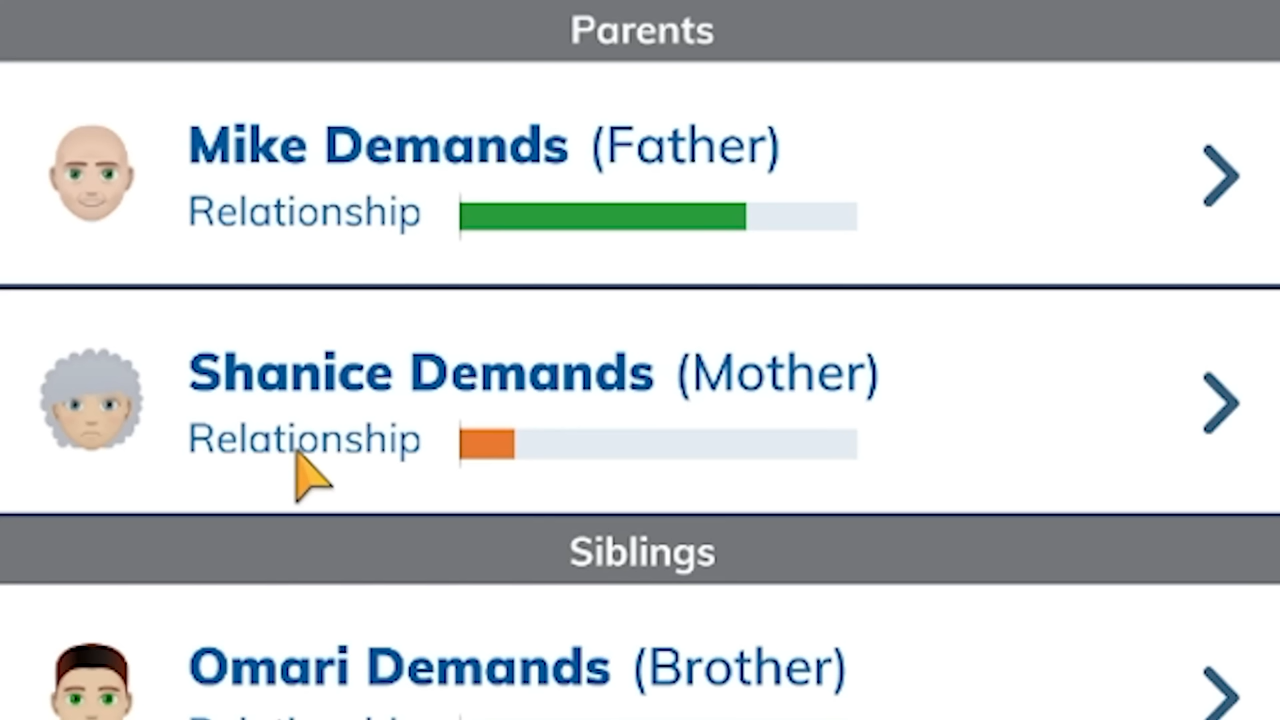 Parents
Mike Demands (Father)
Relationship
Shanice Demands (Mother)
Relationship
Siblings
Omari Demands (Brother)